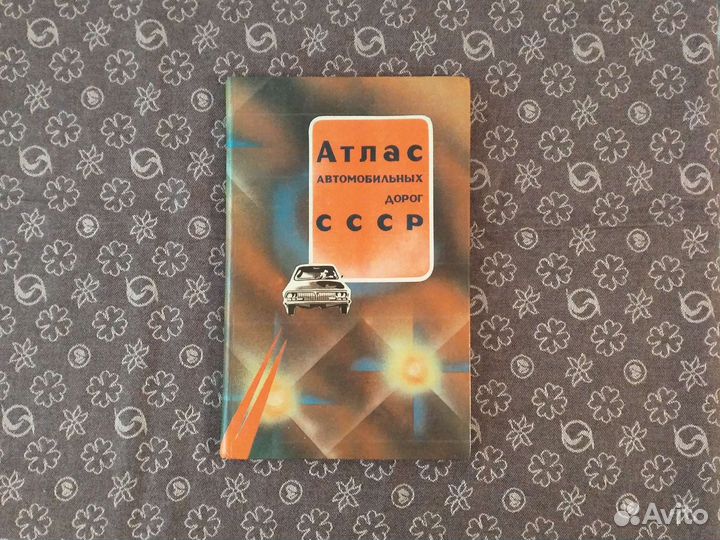 Атлас
автомобильных
дорог
СССР
Avito